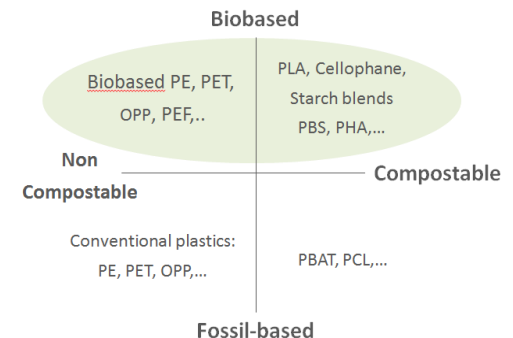 Biobased
Biobased PE, PET,
OPP, PEF,..
PLA, Cellophane,
Starch blends
PBS, PHA,...
Non
Compostable
Compostable
Conventional plastics:
PE, PET, OPP,...
PBAT, PCL,...
Fossil-based